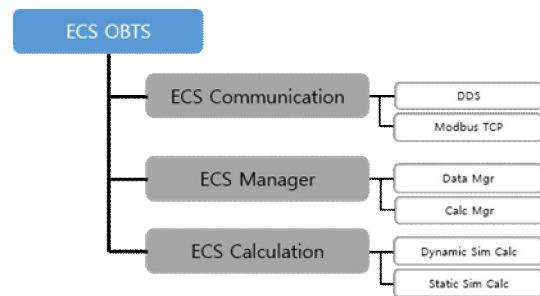 ECS OBTS
ECS Communication
DDS
Modbus TCP
ECS Manager
Data Mgr
Calc Mgr
ECS Calculation
Dynamic Sim Calc
Static Sim Calc